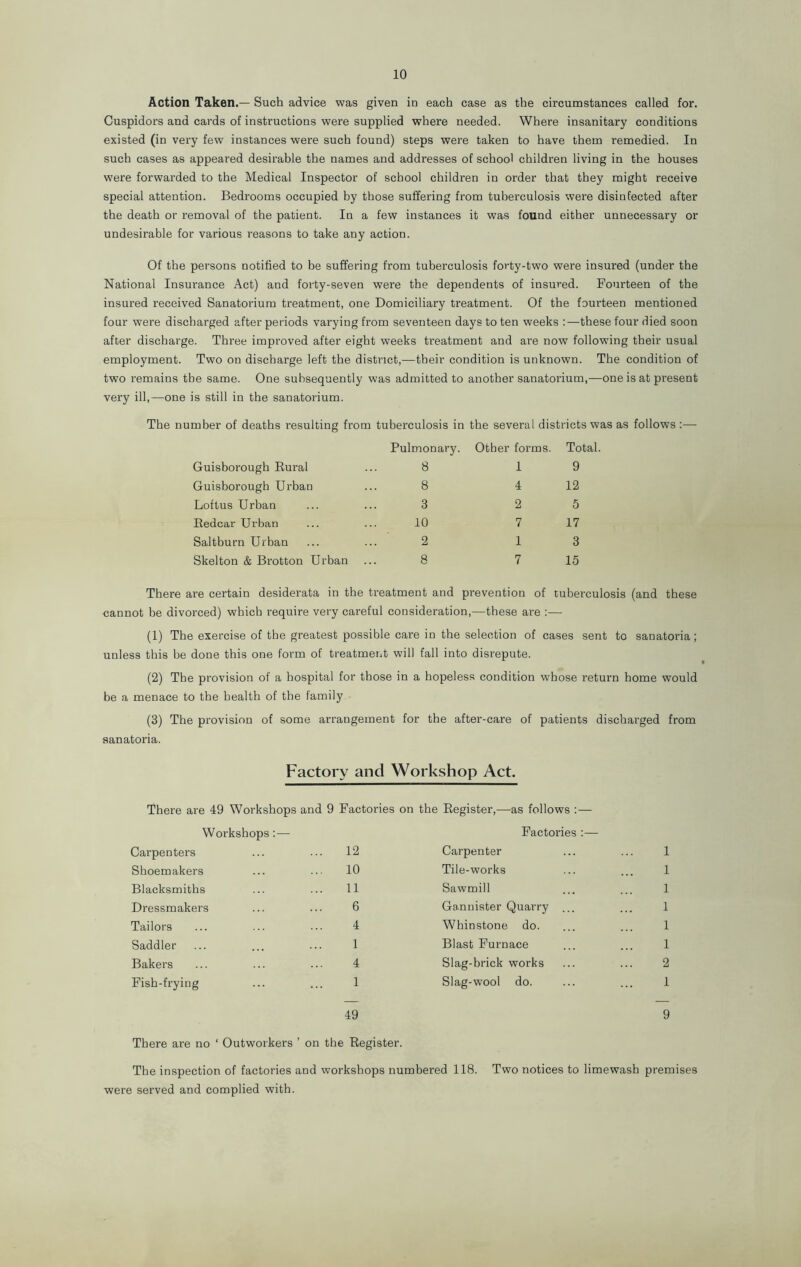 10
Action Taken.— Such advice was given in each case as the circumstances called for.
Cuspidors and cards of instructions were supplied where needed. Where insanitary conditions
existed (in very few instances were such found) steps were taken to have them remedied. In
such cases as appeared desirable the names and addresses of school children living in the houses
were forwarded to the Medical Inspector of school children in order that they might receive
special attention. Bedrooms occupied by those suffering from tuberculosis were disinfected after
the death or removal of the patient. In a few instances it was found either unnecessary or
undesirable for various reasons to take any action.
Of the persons notified to be suffering from tuberculosis forty-two were insured (under the
National Insurance Act) and forty-seven were the dependents of insured. Fourteen of the
insured received Sanatorium treatment, one Domiciliary treatment. Of the fourteen mentioned
four were discharged after periods varying from seventeen days to ten weeks :—these four died soon
after discharge. Three improved after eight weeks treatment and are now following their usual
employment. Two on discharge left the district,—their condition is unknown. The condition of
two remains the same. One subsequently was admitted to another sanatorium,—one is at present
very ill,—one is still in the sanatorium.
The number of deaths resulting from tuberculosis in the several districts was as follows :—
Pulmonary. Other forms. Total.
Guisborough Rural ... 8 1 9
Guisborough Urban ... 8 4 12
Loftus Urban ... ... 3 2 5
Redcar Urban ... ... 10 7 17
Saltburn Urban ... ... 2 1 3
Skelton & Brotton Urban ... 8 7 15
There are certain desiderata in the treatment and prevention of tuberculosis (and these
cannot be divorced) which require very careful consideration,—these are :—
(1) The exercise of the greatest possible care in the selection of cases sent to sanatoria;
unless this be done this one form of treatment will fall into disrepute.
(2) The provision of a hospital for those in a hopeless condition whose return home would
be a menace to the health of the family
(3) The provision of some arrangement for the after-care of patients discharged from
sanatoria.
Factory and Workshop Act.
There are 49 Workshops and 9 Factories on the Register,—as follows :—
Workshops :— Factories :—
Carpenters ... ... 12 Carpenter ... ... 1
Shoemakers ... ... 10 Tile-works ... ... 1
Blacksmiths ... ... 11 Sawmill ... ... 1
Dressmakers ... ... 6 Gannister Quarry ... ... 1
Tailors ... ... ... 4 Whinstone do. ... ... 1
Saddler ... ... ... 1 Blast Furnace ... ... 1
Bakers ... ... ... 4 Slag-brick works ... ... 2
Fish-frying ... ... 1 Slag-wool do. ... ... 1
49 9
There are no ‘ Outworkers ’ on the Register.
The inspection of factories and workshops numbered 118. Two notices to limewash premises
were served and complied with.